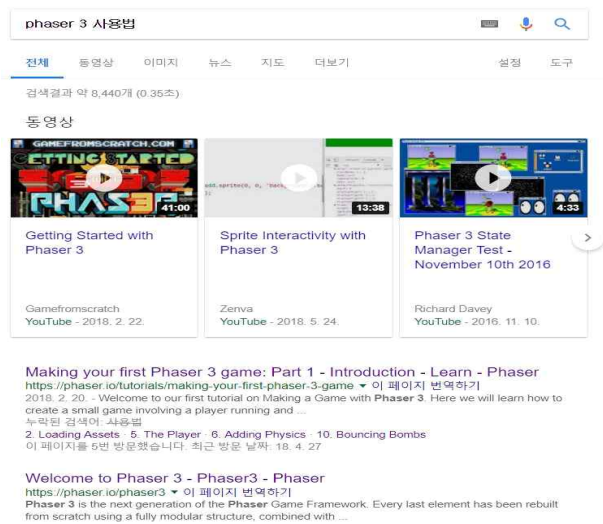 phaser 3 사용법
전체 동영상 이미지 뉴스 지도 더보기 설정 도구
검색결과 약 8,440개 (0.35초)
동영상
GAMEFROMSCRATCH.COM
GETTING STARTED
PHASER
41:00
13:38
4:33
Getting Started with
Phaser 3
Gamefromscratch
YouTube - 2018. 2. 22.
Sprite Interactivity with
Phaser 3
Zenva
YouTube - 2018. 5. 24.
Phaser 3 State
Manager Test -
November 10th 2016
Richard Davey
YouTube - 2016. 11. 10.
Making your first Phaser 3 game: Part 1 - Introduction - Learn - Phaser
https://phaser.io/tutorials/making-your-first-phaser-3-game ▾ 이 페이지 번역하기
2018. 2. 20. - Welcome to our first tutorial on Making a Game with Phaser 3. Here we will learn how to
create a small game involving a player running and ...
누락된 검색어: 사용법
2. Loading Assets · 5. The Player · 6. Adding Physics · 10. Bouncing Bombs
이 페이지를 5번 방문했습니다. 최근 방문 날짜: 18. 4. 27
Welcome to Phaser 3 - Phaser3 - Phaser
https://phaser.io/phaser3 ▾ 이 페이지 번역하기
Phaser 3 is the next generation of the Phaser Game Framework. Every last element has been rebuilt
from scratch using a fully modular structure, combined with ...